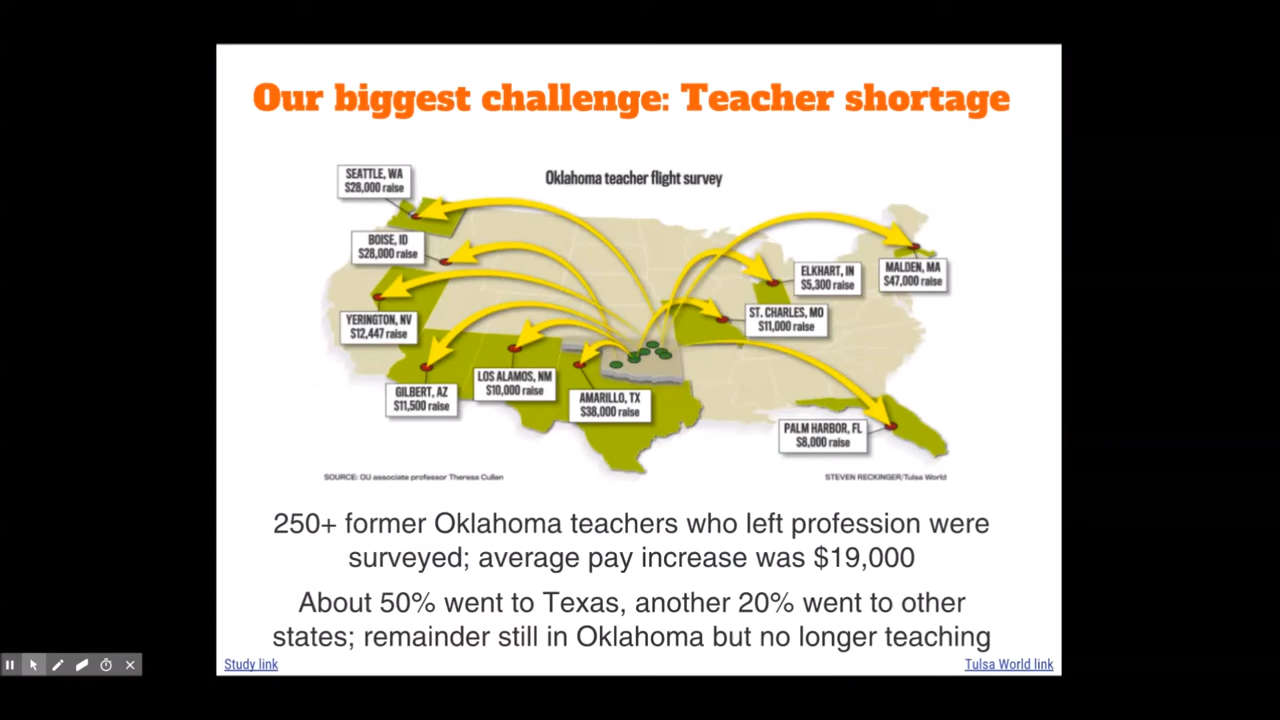 Our biggest challenge: Teacher shortage
Oklahoma teacher flight survey
SEATTLE, WA
$28,000 raise
BOISE, ID
$28,000 raise
YERINGTON, NV
$12,447 raise
GILBERT, AZ
$11,500 raise
LOS ALAMOS, NM
$10,000 raise
AMARILLO, TX
$38,000 raise
ELKHART, IN
$5,300 raise
MALDEN, MA
$47,000 raise
ST. CHARLES, MO
$11,000 raise
PALM HARBOR, FL
$8,000 raise
SOURCE: OU associate professor Theresa Cullen
STEVEN RECKINGER/Tulsa World
250+ former Oklahoma teachers who left profession were
surveyed; average pay increase was $19,000
About 50% went to Texas, another 20% went to other
states; remainder still in Oklahoma but no longer teaching
Study link
Tulsa World link